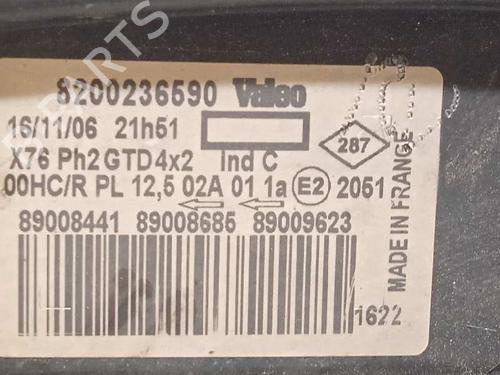 8200236590 Valeo
16/11/06 21h51
287
X76 Ph2 GTD4x2 Ind C
00HC/R PL 12,5 02A 01 1a E2 2051
89008441 89008685 89009623
1622
MADE IN FRANCE
B-PARTS